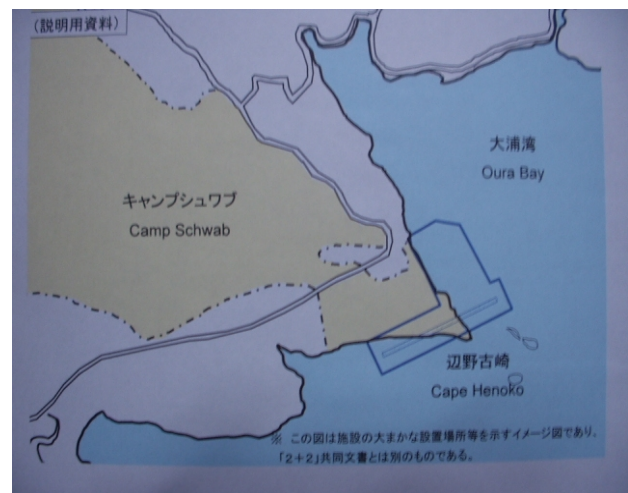 (説明用資料)
大浦湾
Oura Bay
キャンプシュワブ
Camp Schwab
辺野古崎
Cape Henoko
※ この図は施設の大まかな設置場所等を示すイメージ図であり、
「2+2」共同文書とは別のものである。